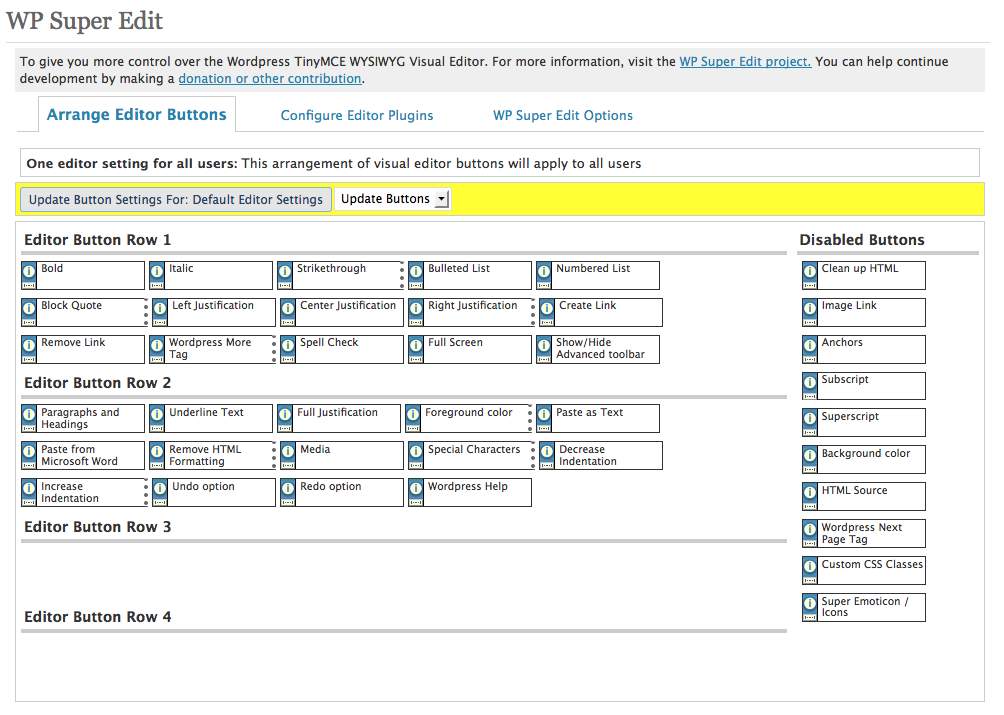 WP Super Edit
To give you more control over the Wordpress TinyMCE WYSIWYG Visual Editor. For more information, visit the WP Super Edit project. You can help continue
development by making a donation or other contribution.
Arrange Editor Buttons
Configure Editor Plugins
WP Super Edit Options
One editor setting for all users: This arrangement of visual editor buttons will apply to all users
Update Button Settings For: Default Editor Settings
Update Buttons
Editor Button Row 1
Bold
Italic
Strikethrough
Bulleted List
Numbered List
Block Quote
Left Justification
Center Justification
Right Justification
Create Link
Remove Link
Wordpress More
Tag
Spell Check
Full Screen
Show/Hide
Advanced toolbar
Editor Button Row 2
Paragraphs and
Headings
Underline Text
Full Justification
Foreground color
Paste as Text
Paste from
Microsoft Word
Remove HTML
Formatting
Media
Special Characters
Decrease
Indentation
Increase
Indentation
Undo option
Redo option
Wordpress Help
Editor Button Row 3
Editor Button Row 4
Disabled Buttons
Clean up HTML
Image Link
Anchors
Subscript
Superscript
Background color
HTML Source
Wordpress Next
Page Tag
Custom CSS Classes
Super Emoticon /
Icons